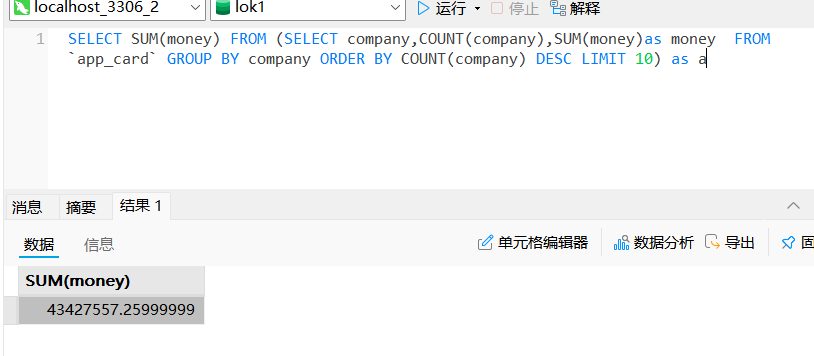 localhost_3306_2 lok1 运行 停止 解释
1 SELECT SUM(money) FROM (SELECT company,COUNT(company),SUM(money)as money  FROM
`app_card` GROUP BY company ORDER BY COUNT(company) DESC LIMIT 10) as a
消息 摘要 结果 1
数据 信息 单元格编辑器 数据分析 导出 固
SUM(money)
43427557.25999999